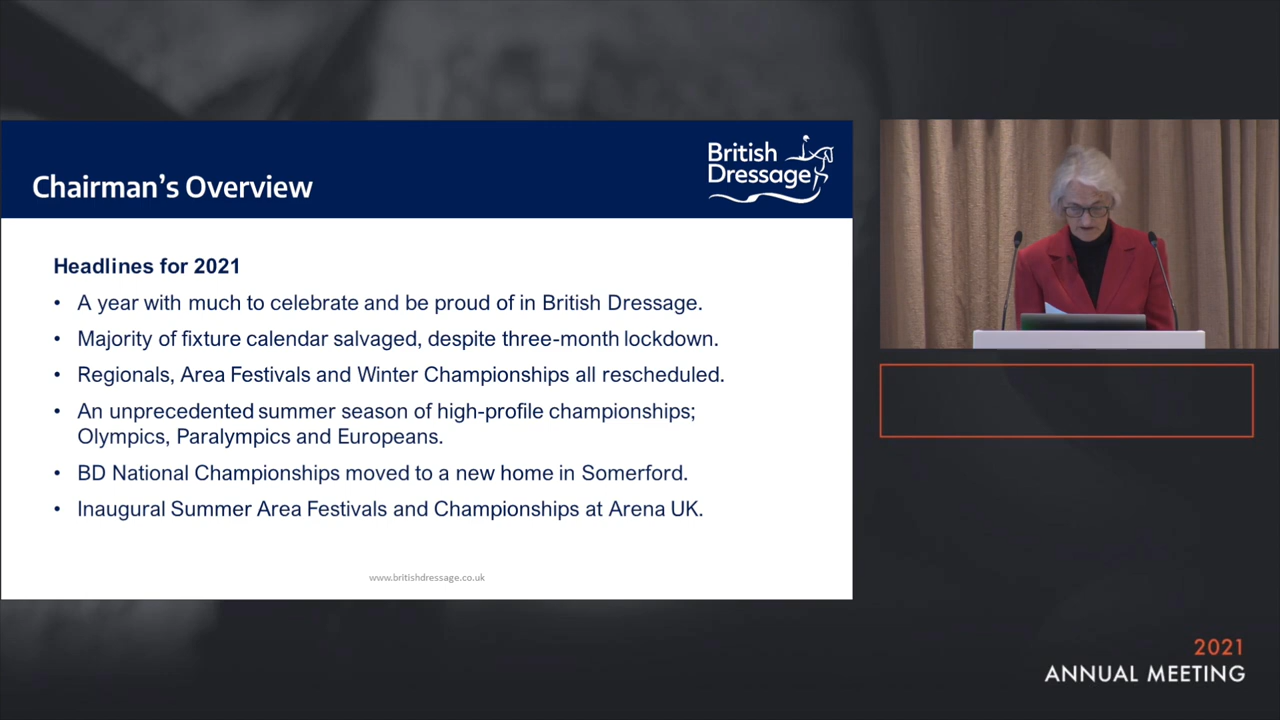 Chairman's Overview
British
Dressage
Headlines for 2021
• A year with much to celebrate and be proud of in British Dressage.
• Majority of fixture calendar salvaged, despite three-month lockdown.
• Regionals, Area Festivals and Winter Championships all rescheduled.
• An unprecedented summer season of high-profile championships;
Olympics, Paralympics and Europeans.
• BD National Championships moved to a new home in Somerford.
• Inaugural Summer Area Festivals and Championships at Arena UK.
www.britishdressage.co.uk
2021
ANNUAL MEETING